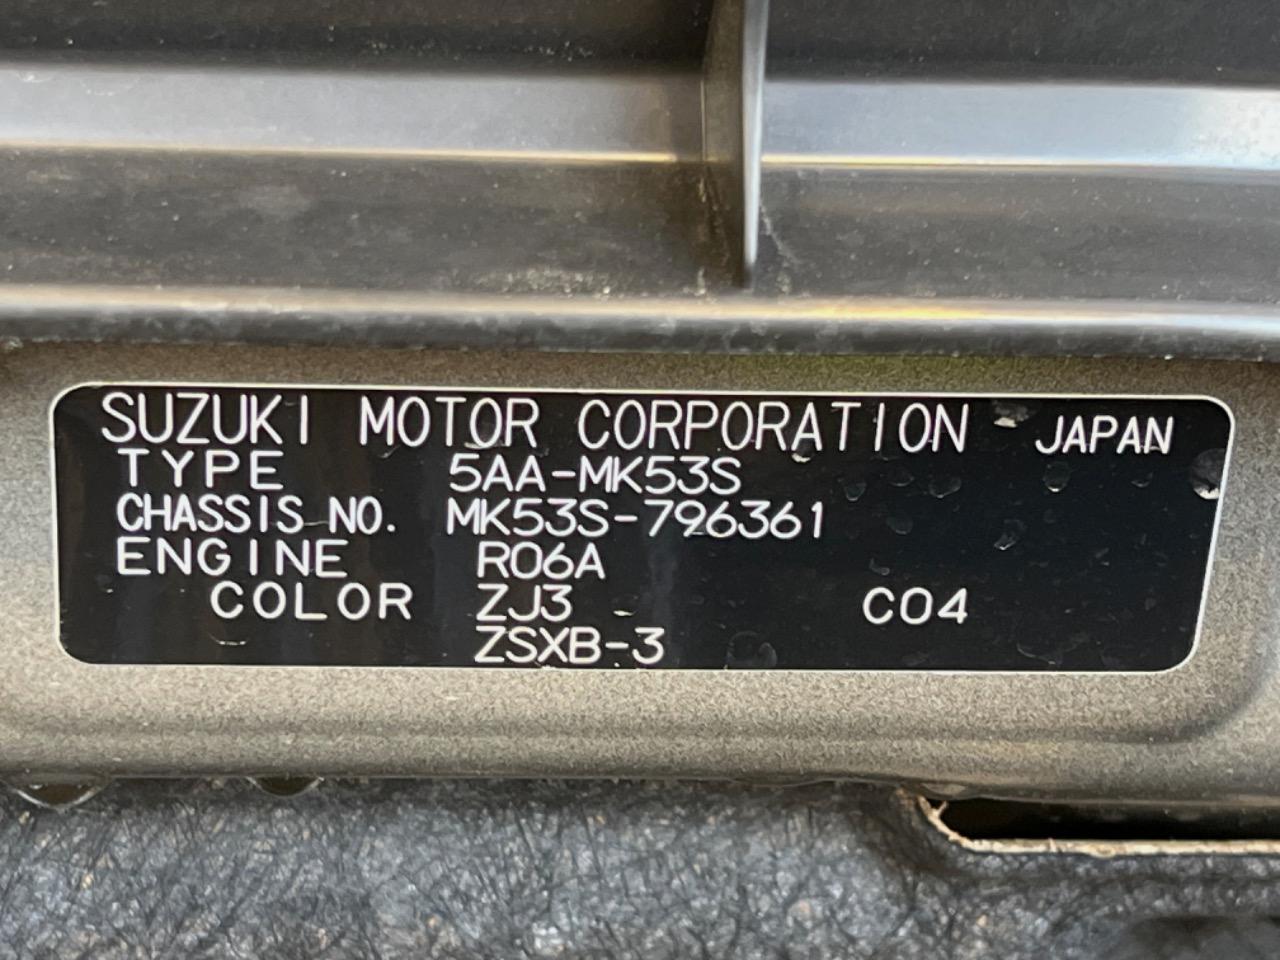 SUZUKI MOTOR CORPORATION JAPAN
TYPE 5AA-MK53S
CHASSIS NO. MK53S-796361
ENGINE R06A
COLOR ZJ3 C04
ZSXB-3